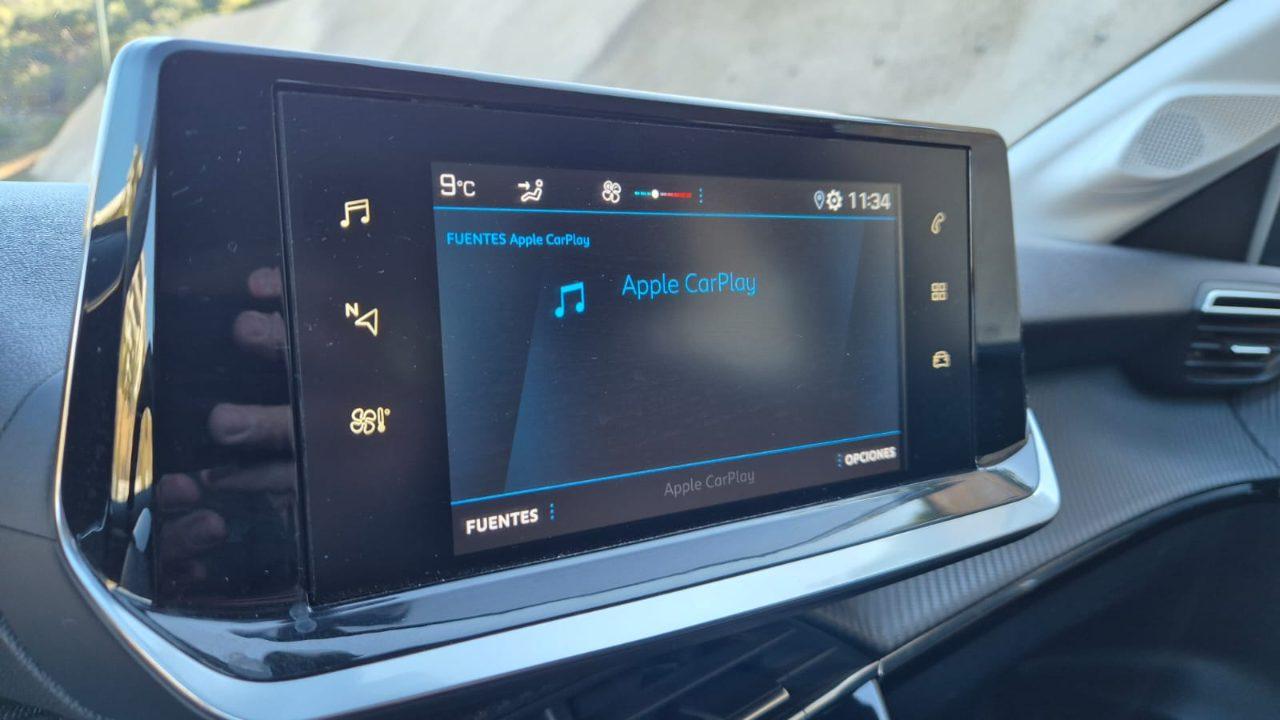 9°C
11:34
FUENTES Apple CarPlay
Apple CarPlay
N
OPCIONES
Apple CarPlay
FUENTES